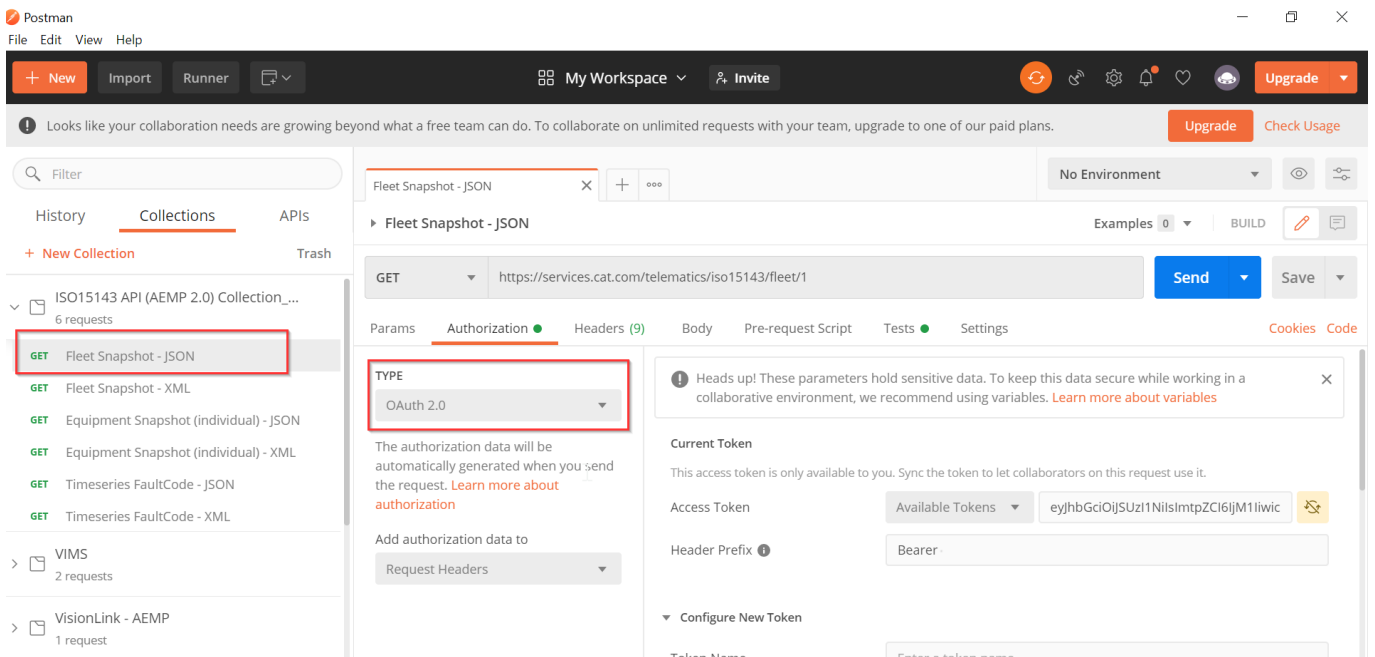 Postman
File Edit View Help
+ New Import Runner My Workspace Invite Upgrade
Looks like your collaboration needs are growing beyond what a free team can do. To collaborate on unlimited requests with your team, upgrade to one of our paid plans. Upgrade Check Usage
Filter
History Collections APIs
+ New Collection Trash
ISO15143 API (AEMP 2.0) Collection_...
6 requests
GET Fleet Snapshot - JSON
GET Fleet Snapshot - XML
GET Equipment Snapshot (individual) - JSON
GET Equipment Snapshot (individual) - XML
GET Timeseries FaultCode - JSON
GET Timeseries FaultCode - XML
VIMS
2 requests
VisionLink - AEMP
1 request
Fleet Snapshot - JSON
No Environment
Fleet Snapshot - JSON Examples 0 BUILD
GET https://services.cat.com/telematics/iso15143/fleet/1 Send Save
Params Authorization Headers (9) Body Pre-request Script Tests Settings Cookies Code
TYPE
OAuth 2.0
The authorization data will be
automatically generated when you send
the request. Learn more about
authorization
Add authorization data to
Request Headers
Heads up! These parameters hold sensitive data. To keep this data secure while working in a
collaborative environment, we recommend using variables. Learn more about variables
Current Token
This access token is only available to you. Sync the token to let collaborators on this request use it.
Access Token Available Tokens eyJhbGciOiJSUzI1NiIsImtpZCI6IjM1Iiwic
Header Prefix Bearer
Configure New Token
Token Name Enter a token name